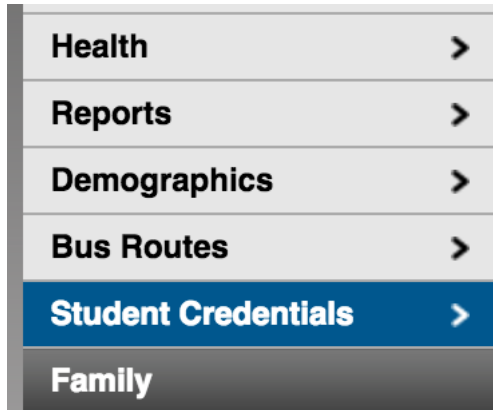 Health
Reports
Demographics
Bus Routes
Student Credentials
Family